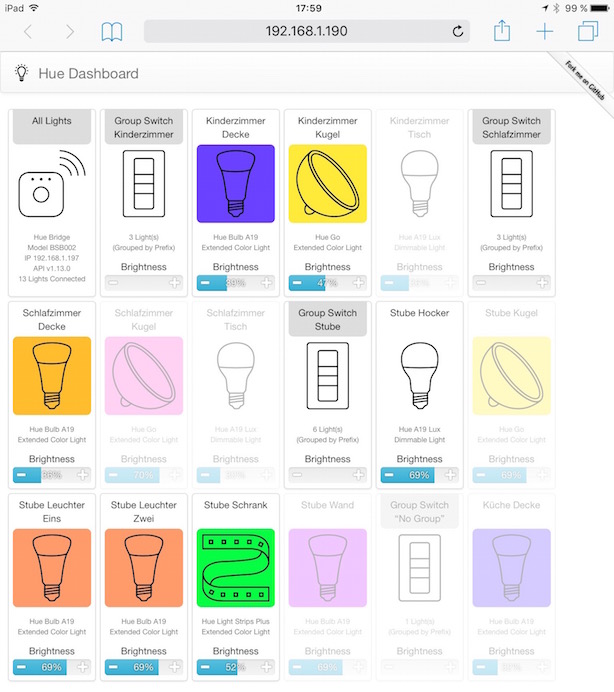 iPad
17:59
99 %
192.168.1.190
Hue Dashboard
Fork me on GitHub
All Lights
Hue Bridge
Model BSB002
IP 192.168.1.197
API v1.13.0
13 Lights Connected
Group Switch
Kinderzimmer
3 Light(s)
(Grouped by Prefix)
Brightness
Kinderzimmer
Decke
Hue Bulb A19
Extended Color Light
Brightness
39%
Kinderzimmer
Kugel
Hue Go
Extended Color Light
Brightness
47%
Kinderzimmer
Tisch
Hue A19 Lux
Dimmable Light
Brightness
Group Switch
Schlafzimmer
3 Light(s)
(Grouped by Prefix)
Brightness
Schlafzimmer
Decke
Hue Bulb A19
Extended Color Light
Brightness
36%
Schlafzimmer
Kugel
Hue Go
Extended Color Light
Brightness
70%
Schlafzimmer
Tisch
Hue A19 Lux
Dimmable Light
Brightness
Group Switch
Stube
6 Light(s)
(Grouped by Prefix)
Brightness
Stube Hocker
Hue A19 Lux
Dimmable Light
Brightness
69%
Stube Kugel
Hue Go
Extended Color Light
Brightness
69%
Stube Leuchter
Eins
Hue Bulb A19
Extended Color Light
Brightness
69%
Stube Leuchter
Zwei
Hue Bulb A19
Extended Color Light
Brightness
69%
Stube Schrank
Hue Light Strips Plus
Extended Color Light
Brightness
52%
Stube Wand
Hue Bulb A19
Extended Color Light
Brightness
69%
Group Switch
“No Group”
1 Light(s)
(Grouped by Prefix)
Brightness
Küche Decke
Hue Bulb A19
Extended Color Light
Brightness